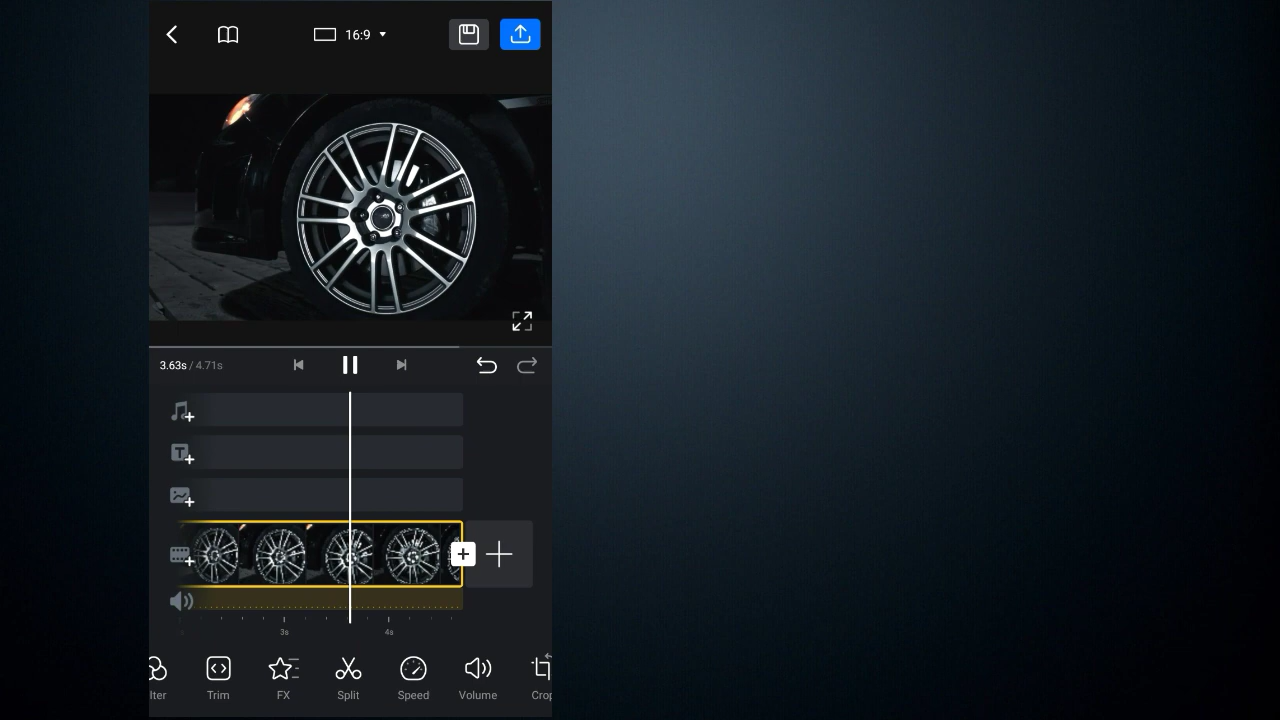 16:9
3.63s / 4.71s
T
3s
4s
lter
Trim
FX
Split
Speed
Volume
Crop